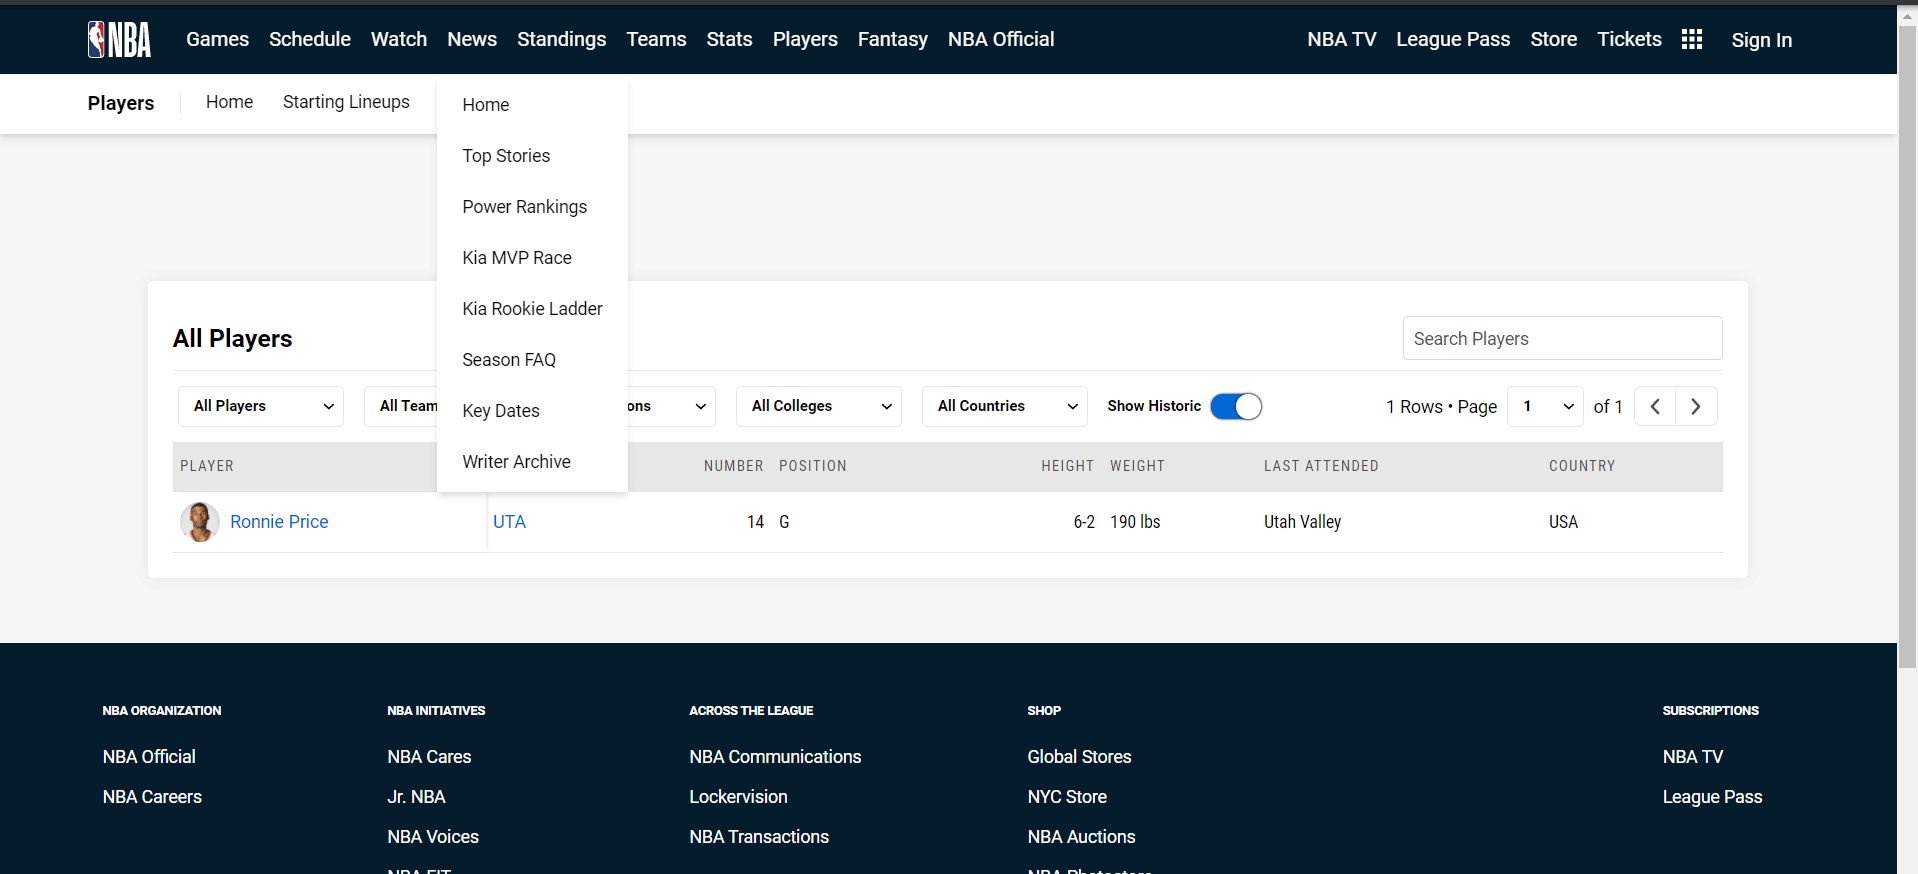 NBA Games Schedule Watch News Standings Teams Stats Players Fantasy NBA Official NBA TV League Pass Store Tickets Sign In
Players Home Starting Lineups
Home
Top Stories
Power Rankings
Kia MVP Race
Kia Rookie Ladder
Season FAQ
Key Dates
Writer Archive
All Players Search Players
All Players All Team ons All Colleges All Countries Show Historic 1 Rows • Page 1 of 1
PLAYER NUMBER POSITION HEIGHT WEIGHT LAST ATTENDED COUNTRY
Ronnie Price UTA 14 G 6-2 190 lbs Utah Valley USA
NBA ORGANIZATION
NBA Official
NBA Careers
NBA INITIATIVES
NBA Cares
Jr. NBA
NBA Voices
NBA FIT
ACROSS THE LEAGUE
NBA Communications
Lockervision
NBA Transactions
SHOP
Global Stores
NYC Store
NBA Auctions
NBA Photostore
SUBSCRIPTIONS
NBA TV
League Pass